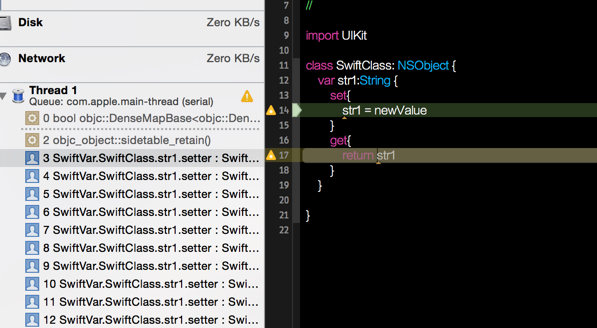 Disk Zero KB/s
Network Zero KB/s
Thread 1
Queue: com.apple.main-thread (serial)
0 bool objc::DenseMapBase<objc::Den...
2 objc_object::sidetable_retain()
3 SwiftVar.SwiftClass.str1.setter : Swift...
4 SwiftVar.SwiftClass.str1.setter : Swift...
5 SwiftVar.SwiftClass.str1.setter : Swift...
6 SwiftVar.SwiftClass.str1.setter : Swift...
7 SwiftVar.SwiftClass.str1.setter : Swift...
8 SwiftVar.SwiftClass.str1.setter : Swift...
9 SwiftVar.SwiftClass.str1.setter : Swift...
10 SwiftVar.SwiftClass.str1.setter : Swi...
11 SwiftVar.SwiftClass.str1.setter : Swi...
12 SwiftVar.SwiftClass.str1.setter : Swi...
7 //
8
9 import UIKit
10
11 class SwiftClass: NSObject {
12 var str1:String {
13 set{
14 str1 = newValue
15 }
16 get{
17 return str1
18 }
19 }
20
21 }
22